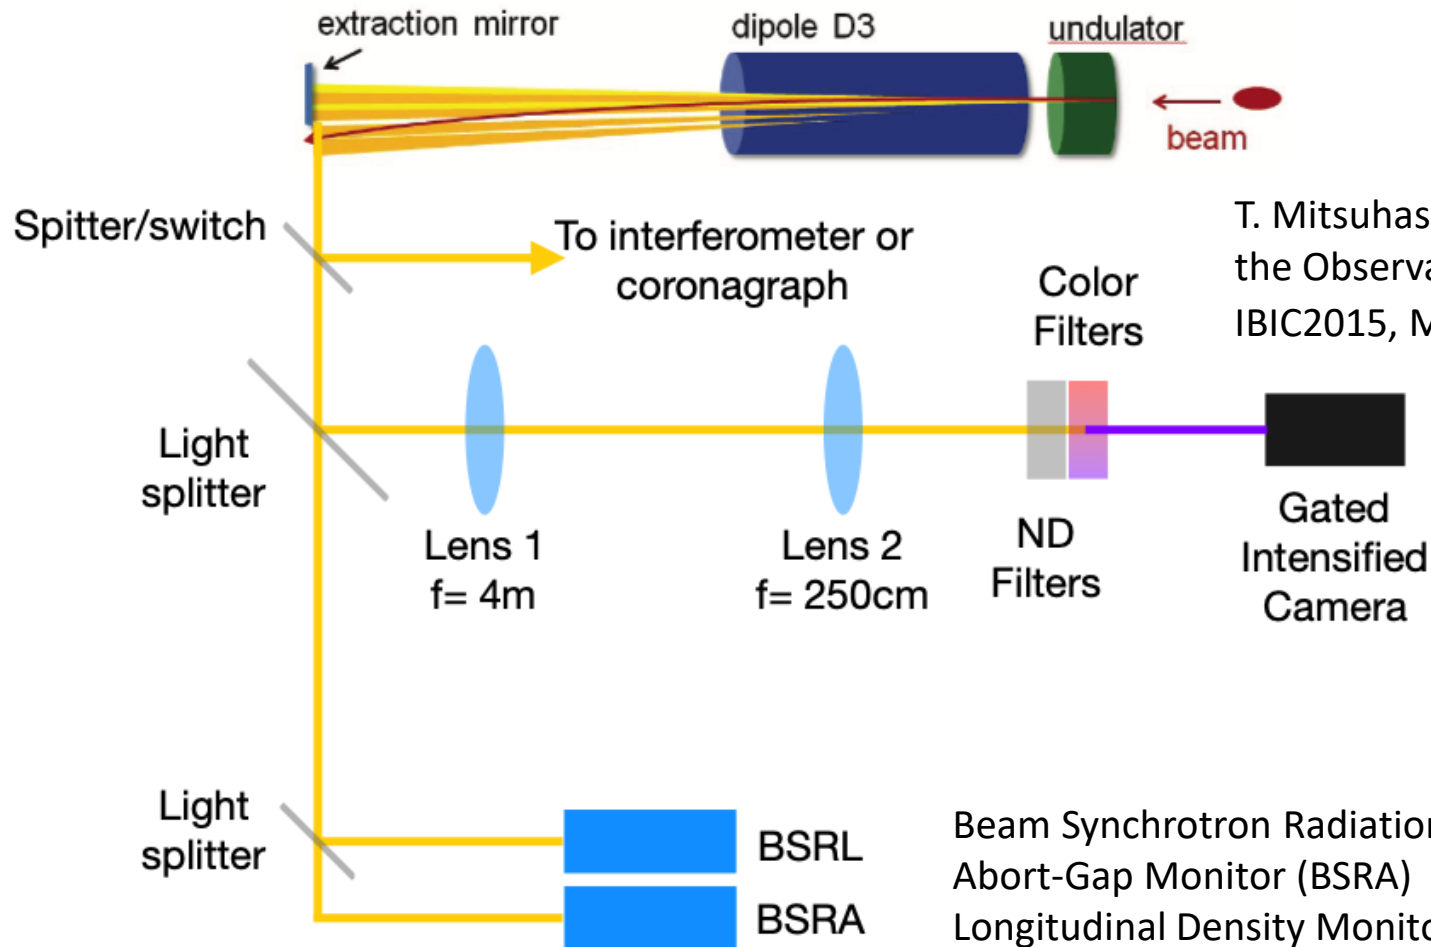 extraction mirror
dipole D3
undulator
beam
Spitter/switch
To interferometer or
coronagraph
T. Mitsuhas
the Observa
IBIC2015, M
Color
Filters
Light
splitter
Lens 1
f= 4m
Lens 2
f= 250cm
ND
Filters
Gated
Intensified
Camera
Light
splitter
BSRL
BSRA
Beam Synchrotron Radiation
Abort-Gap Monitor (BSRA)
Longitudinal Density Monito